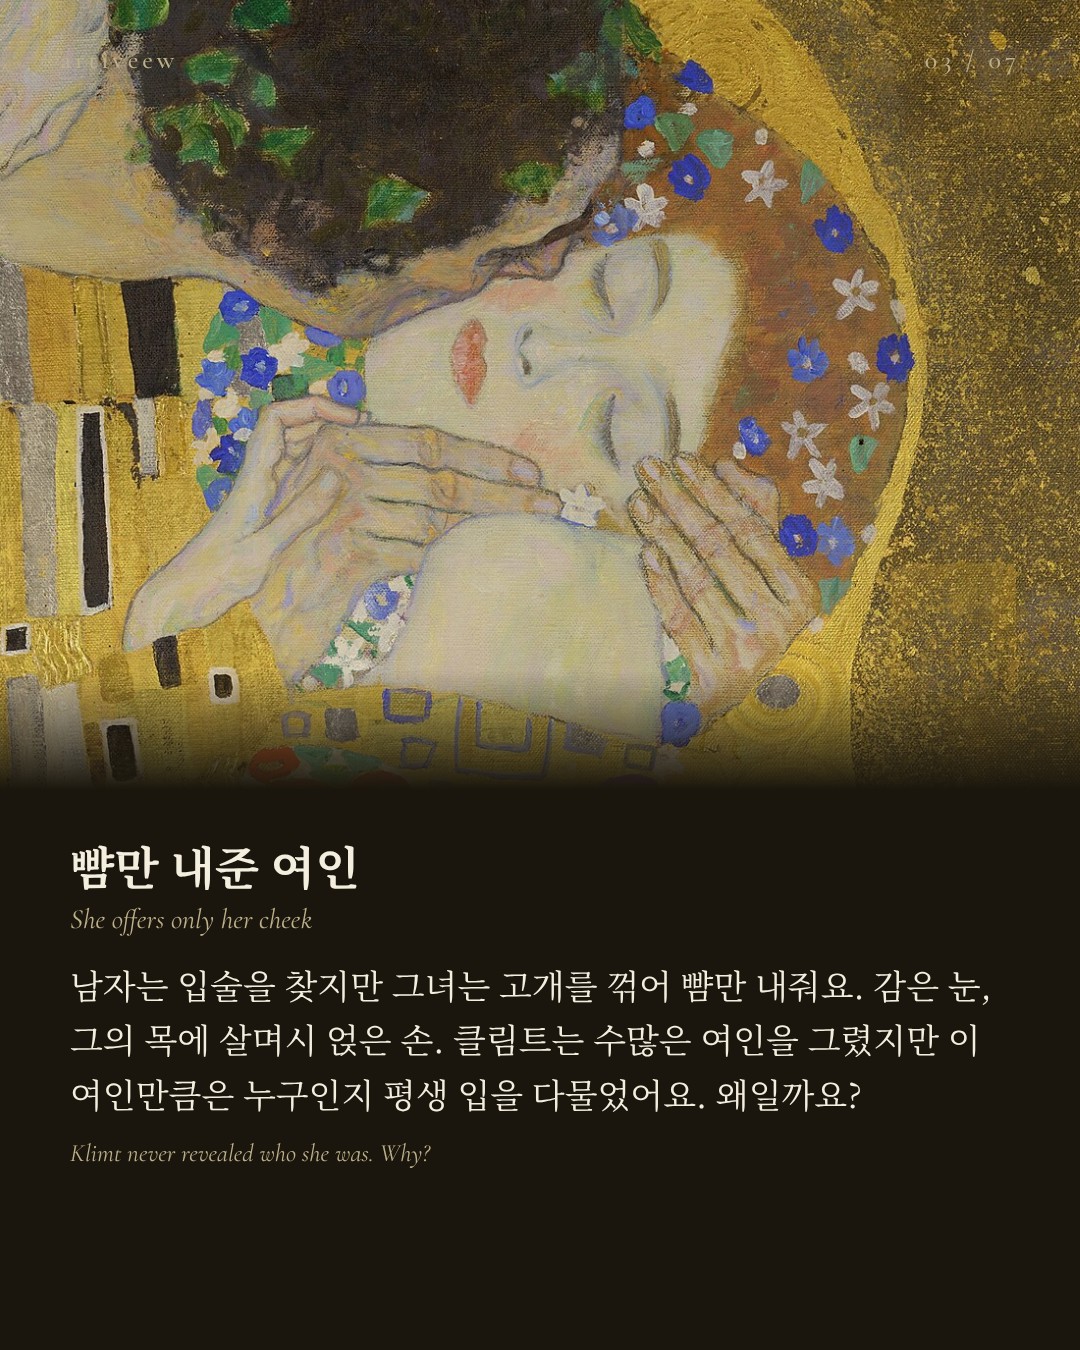 03 / 07
뺨만 내준 여인
She offers only her cheek
남자는 입술을 찾지만 그녀는 고개를 꺾어 뺨만 내줘요. 감은 눈,
그의 목에 살며시 얹은 손. 클림트는 수많은 여인을 그렸지만 이
여인만큼은 누구인지 평생 입을 다물었어요. 왜일까요?
Klimt never revealed who she was. Why?